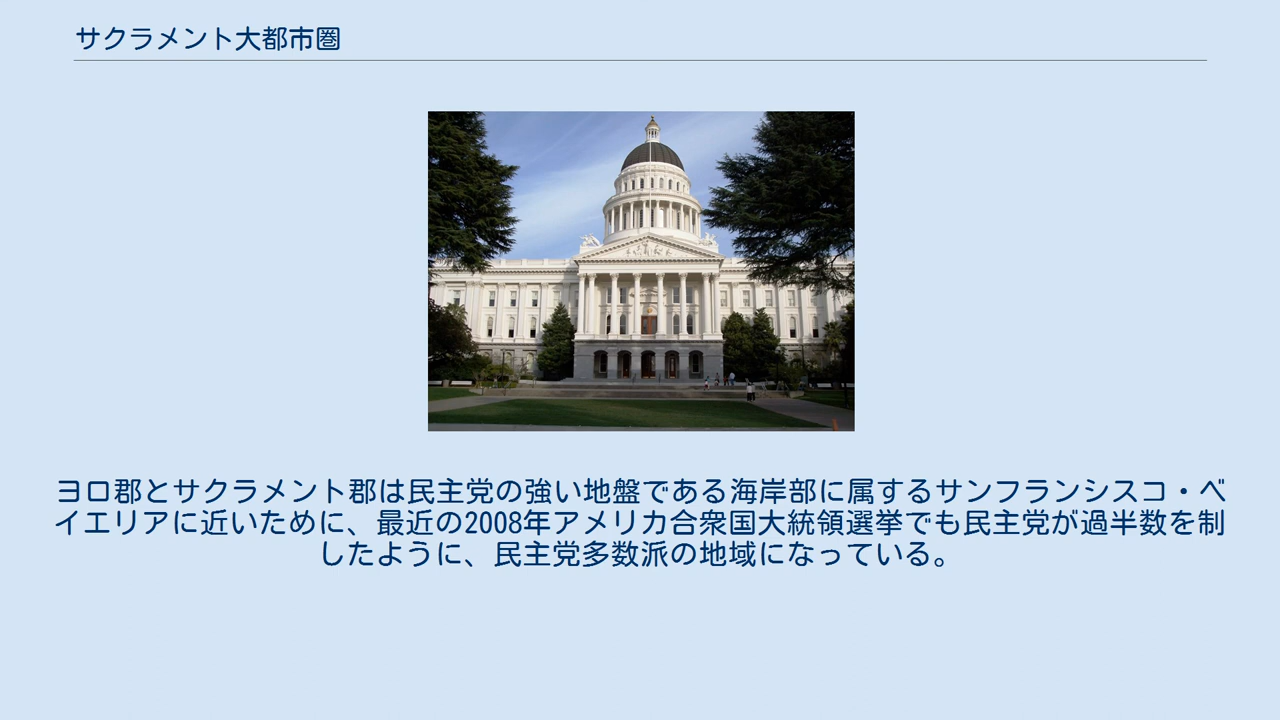 サクラメント大都市圏
ヨロ郡とサクラメント郡は民主党の強い地盤である海岸部に属するサンフランシスコ・ベ
イエリアに近いために、最近の2008年アメリカ合衆国大統領選挙でも民主党が過半数を制
したように、民主党多数派の地域になっている。